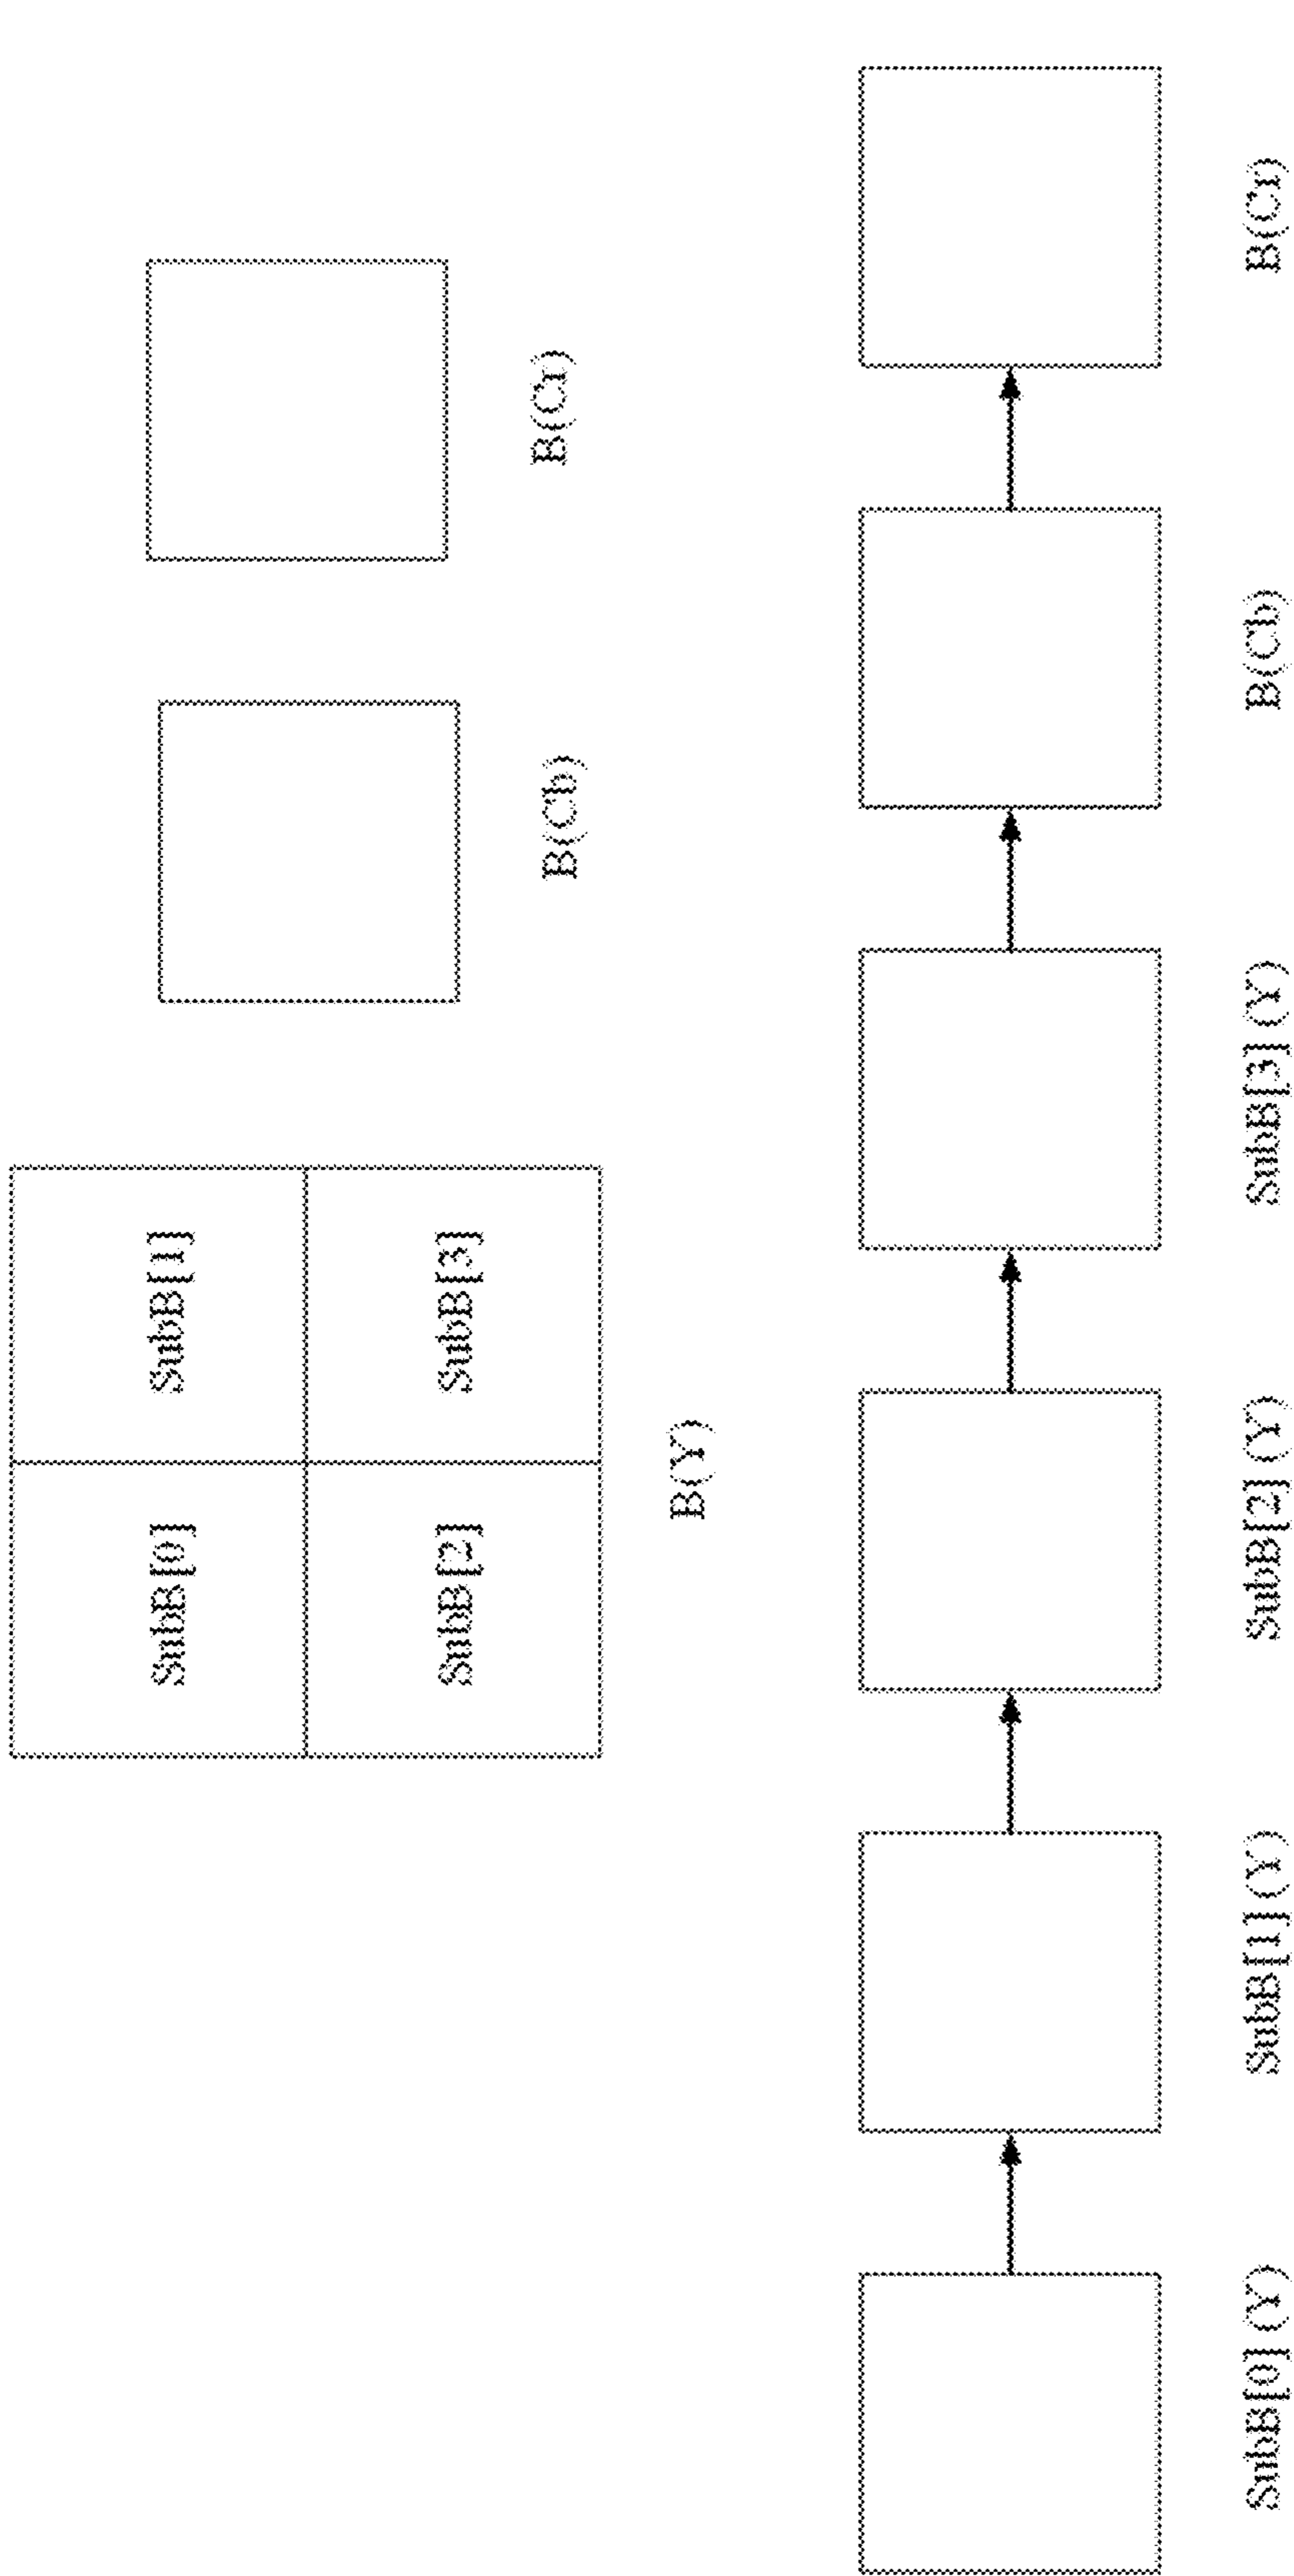 SubB[0] SubB[1]
SubB[2] SubB[3]
B(Y) B(Cb) B(Cr)
SubB[0] (Y) SubB[1] (Y) SubB[2] (Y) SubB[3] (Y) B(Cb) B(Cr)